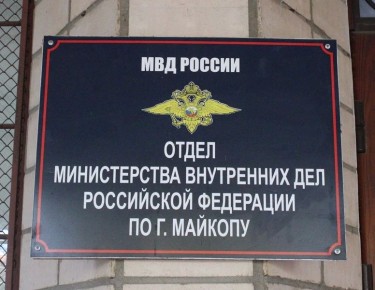 МВД РОССИИ
ОТДЕЛ
МИНИСТЕРСТВА ВНУТРЕННИХ ДЕЛ
РОССИЙСКОЙ ФЕДЕРАЦИИ
ПО Г. МАЙКОПУ